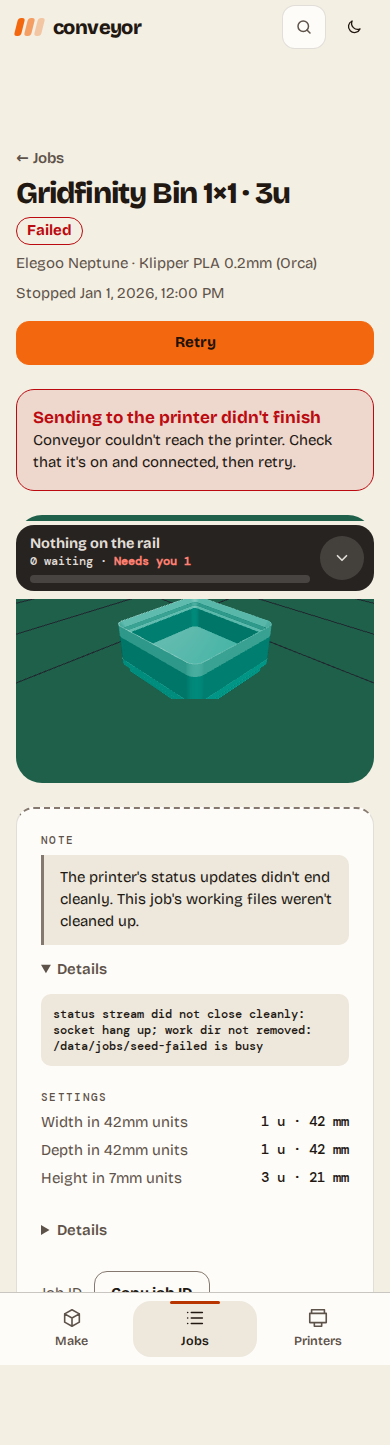 conveyor
← Jobs
Gridfinity Bin 1×1 · 3u
Failed
Elegoo Neptune · Klipper PLA 0.2mm (Orca)
Stopped Jan 1, 2026, 12:00 PM
Retry
Sending to the printer didn't finish
Conveyor couldn't reach the printer. Check
that it's on and connected, then retry.
Nothing on the rail
0 waiting · Needs you 1
NOTE
The printer's status updates didn't end
cleanly. This job's working files weren't
cleaned up.
▼ Details
status stream did not close cleanly:
socket hang up; work dir not removed:
/data/jobs/seed-failed is busy
SETTINGS
Width in 42mm units 1 u · 42 mm
Depth in 42mm units 1 u · 42 mm
Height in 7mm units 3 u · 21 mm
▶ Details
Job ID Copy job ID
Make Jobs Printers